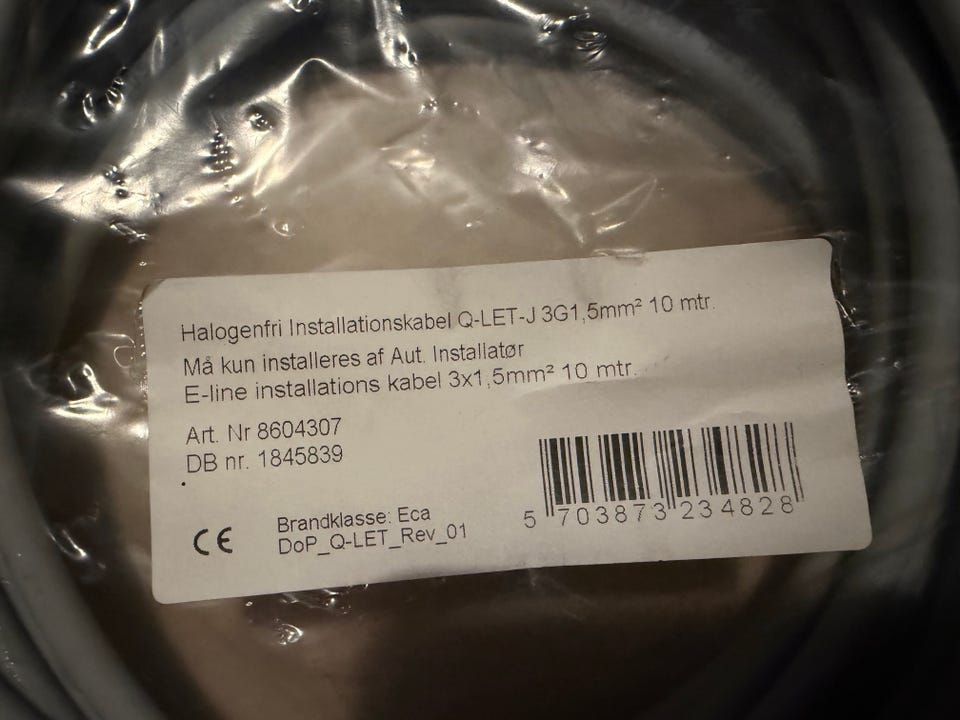 Halogenfri Installationskabel Q-LET-J 3G1,5mm² 10 mtr.
Må kun installeres af Aut. Installatør
E-line installations kabel 3x1,5mm² 10 mtr.
Art. Nr 8604307
DB nr. 1845839
CE
Brandklasse: Eca
DoP_Q-LET_Rev_01
5 703873 234828